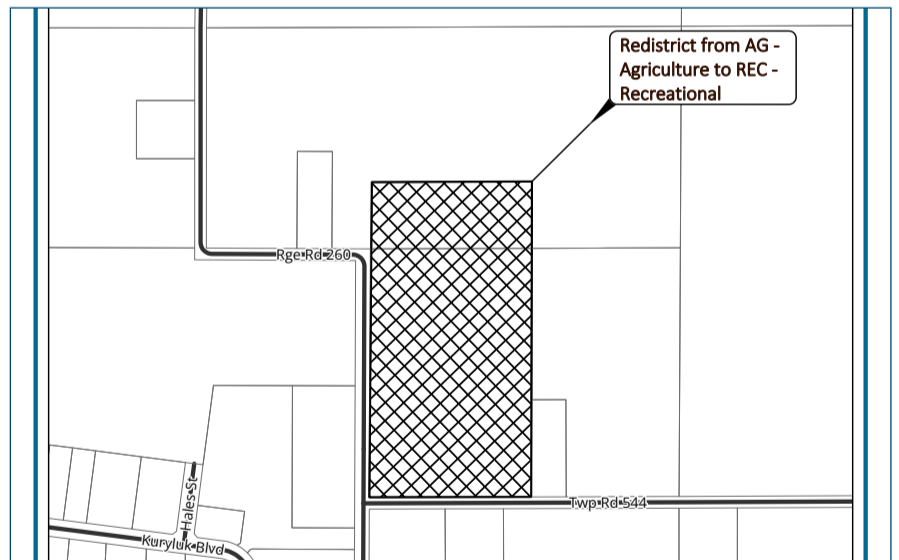 Redistrict from AG -
Agriculture to REC -
Recreational
Rge Rd 260
Hales St
Twp Rd 544
Kuryluk Blvd